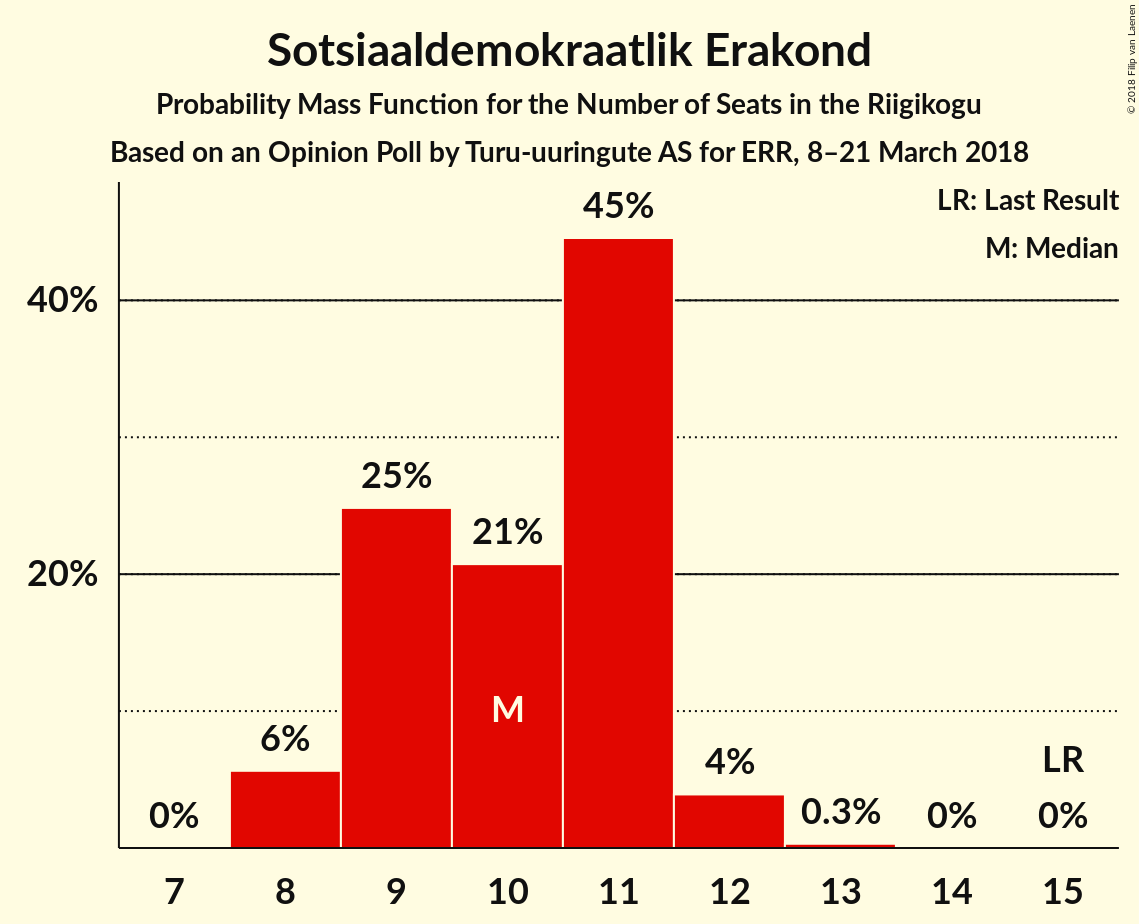 Sotsiaaldemokraatlik Erakond
Probability Mass Function for the Number of Seats in the Riigikogu
Based on an Opinion Poll by Turu-uuringute AS for ERR, 8–21 March 2018
© 2018 Filip van Laenen
LR: Last Result
M: Median
45%
40%
25%
21%
20%
M
6%
4%
LR
0%
0.3%
0%
0%
7 8 9 10 11 12 13 14 15